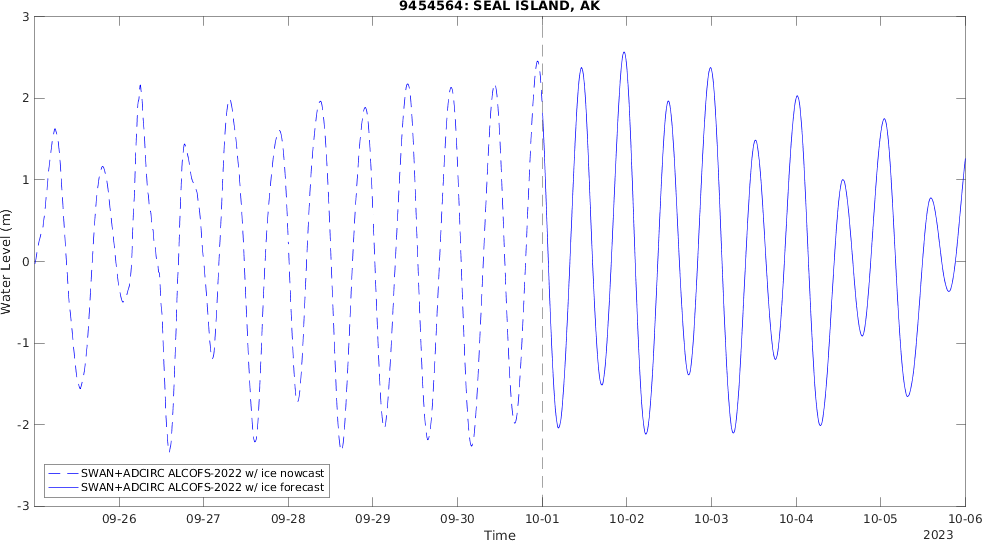 9454564: SEAL ISLAND, AK
3
2
1
0
-1
-2
-3
Water Level (m)
SWAN+ADCIRC ALCOFS-2022 w/ ice nowcast
SWAN+ADCIRC ALCOFS-2022 w/ ice forecast
09-26 09-27 09-28 09-29 09-30 10-01 10-02 10-03 10-04 10-05 10-06
Time
2023